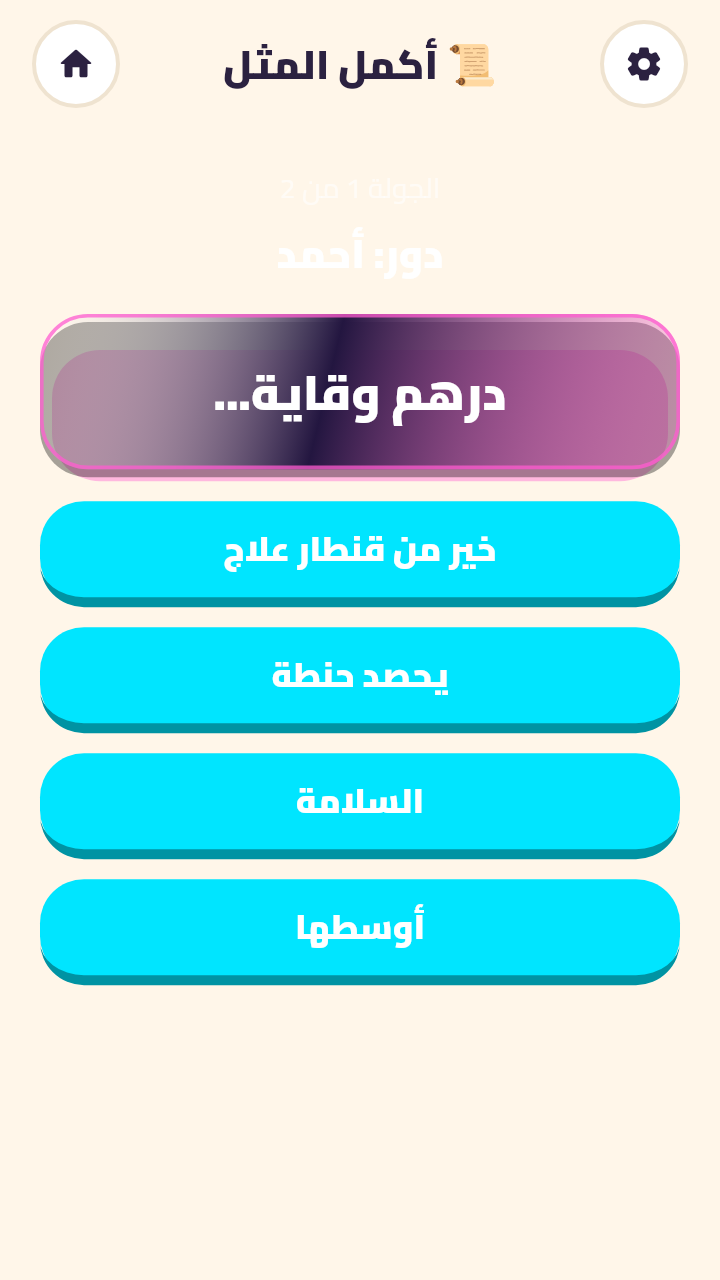 📜 أكمل المثل
الجولة 1 من 2
دور: أحمد
درهم وقاية...
خير من قنطار علاج
يحصد حنطة
السلامة
أوسطها